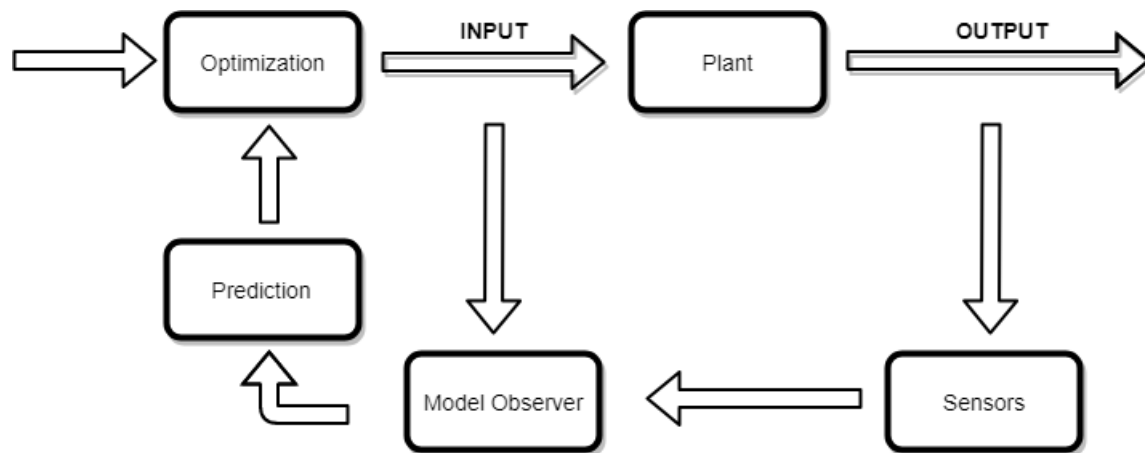 INPUT
OUTPUT
Optimization
Plant
Prediction
Model Observer
Sensors